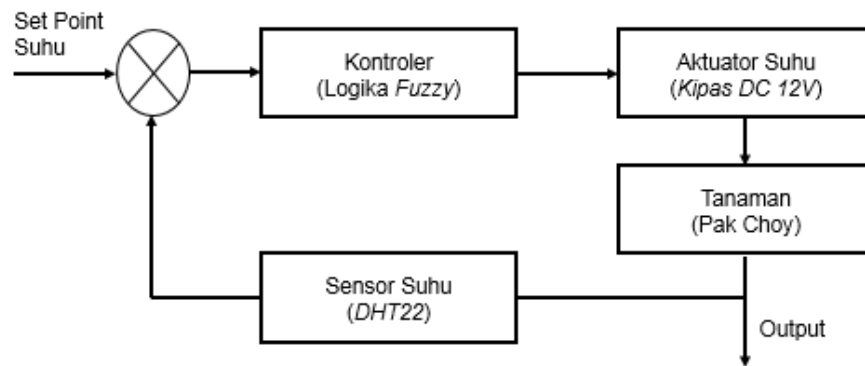 Set Point
Suhu
Kontroler
(Logika Fuzzy)
Aktuator Suhu
(Kipas DC 12V)
Tanaman
(Pak Choy)
Sensor Suhu
(DHT22)
Output